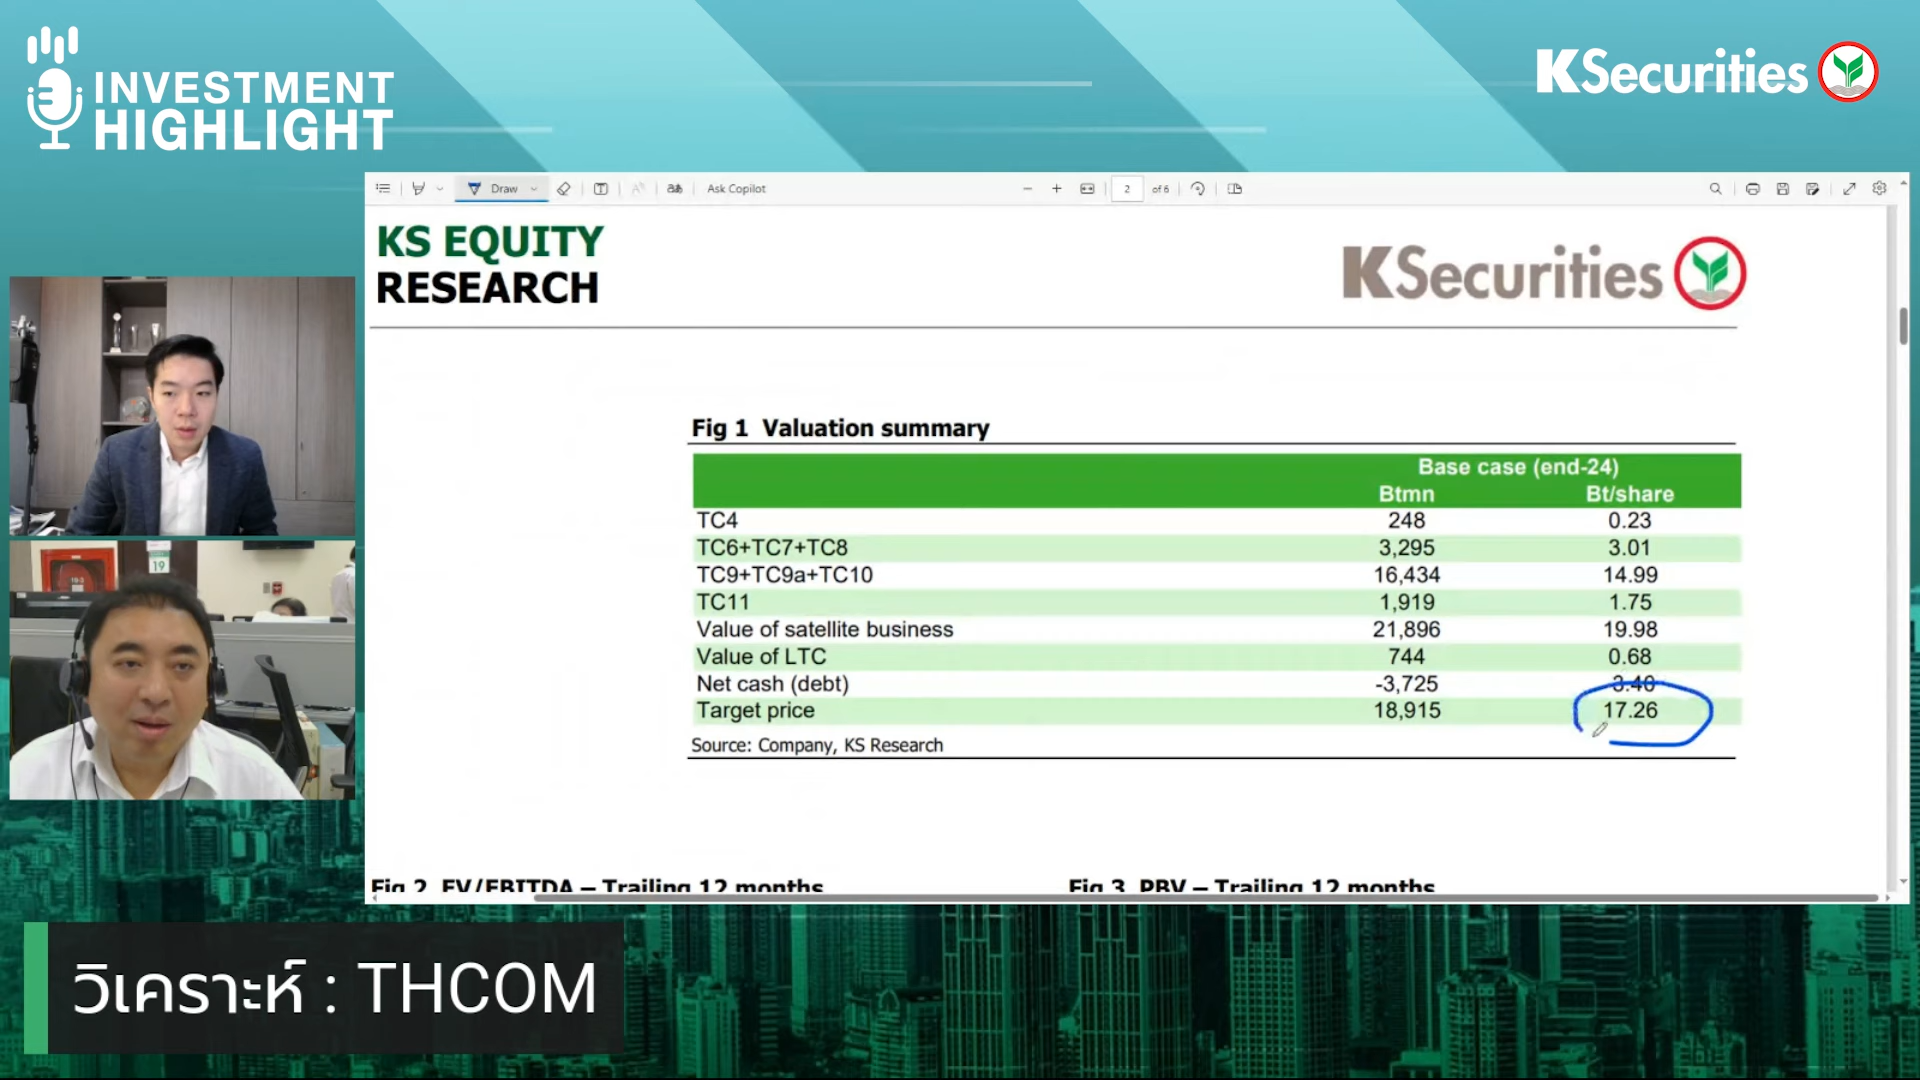 INVESTMENT
HIGHLIGHT
KSecurities
Draw
Ask Copilot
2 of 6
KS EQUITY
RESEARCH
KSecurities
Fig 1 Valuation summary
Base case (end-24)
Btmn Bt/share
TC4 248 0.23
TC6+TC7+TC8 3,295 3.01
TC9+TC9a+TC10 16,434 14.99
TC11 1,919 1.75
Value of satellite business 21,896 19.98
Value of LTC 744 0.68
Net cash (debt) -3,725 -3.40
Target price 18,915 17.26
Source: Company, KS Research
Fig 2 EV/EBITDA – Trailing 12 months
Fig 3 PBV – Trailing 12 months
19
วิเคราะห์ : THCOM